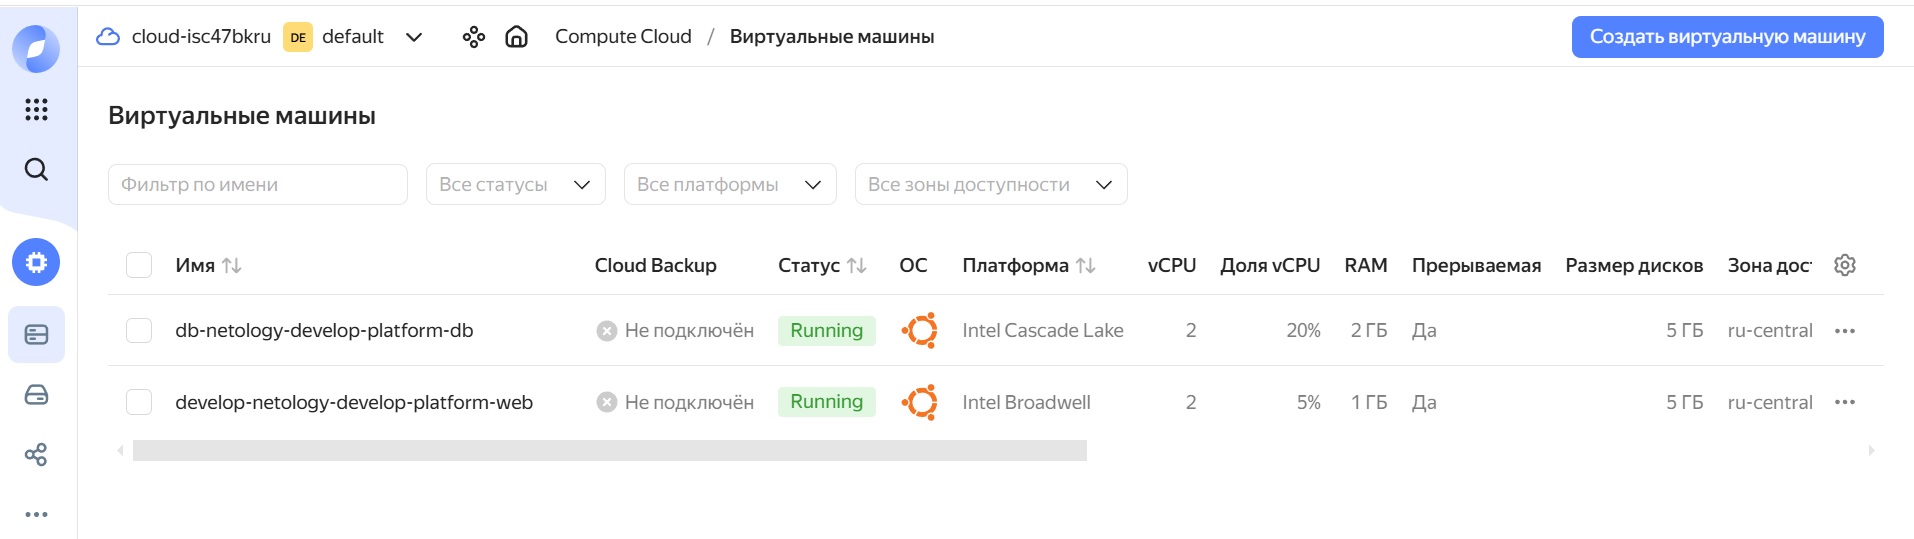 cloud-isc47bkru DE default Compute Cloud / Виртуальные машины Создать виртуальную машину
Виртуальные машины
Фильтр по имени Все статусы Все платформы Все зоны доступности
Имя Cloud Backup Статус ОС Платформа vCPU Доля vCPU RAM Прерываемая Размер дисков Зона дос
db-netology-develop-platform-db Не подключён Running Intel Cascade Lake 2 20% 2 ГБ Да 5 ГБ ru-central
develop-netology-develop-platform-web Не подключён Running Intel Broadwell 2 5% 1 ГБ Да 5 ГБ ru-central